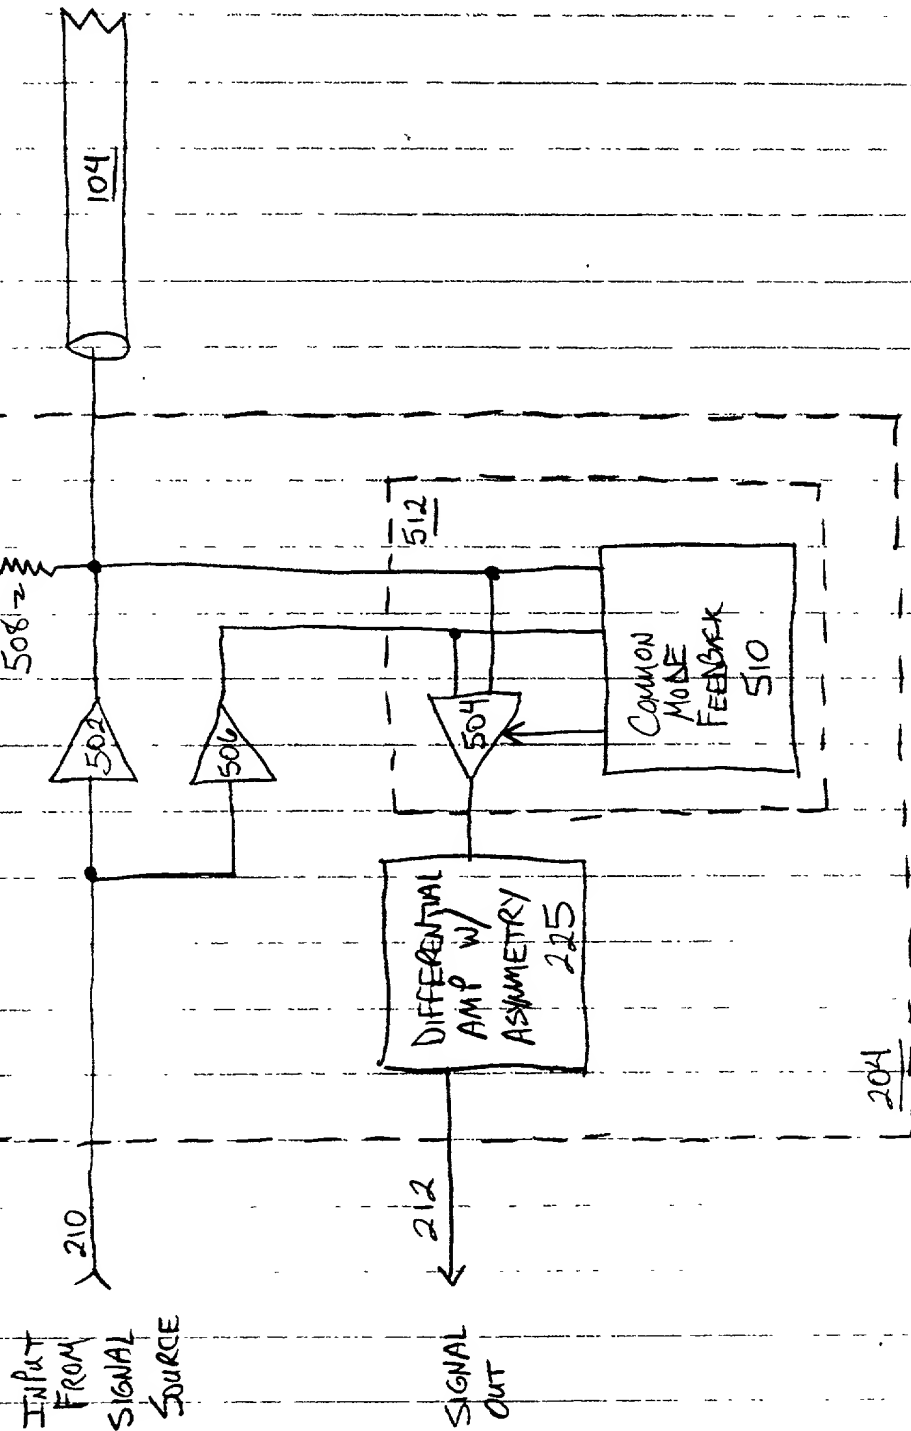 INPUT
FROM
SIGNAL
SOURCE
210
502
508
104
506
512
504
COMMON
MODE
FEEDBACK
510
DIFFERENTIAL
AMP W/
ASYMMETRY
225
SIGNAL
OUT
212
204